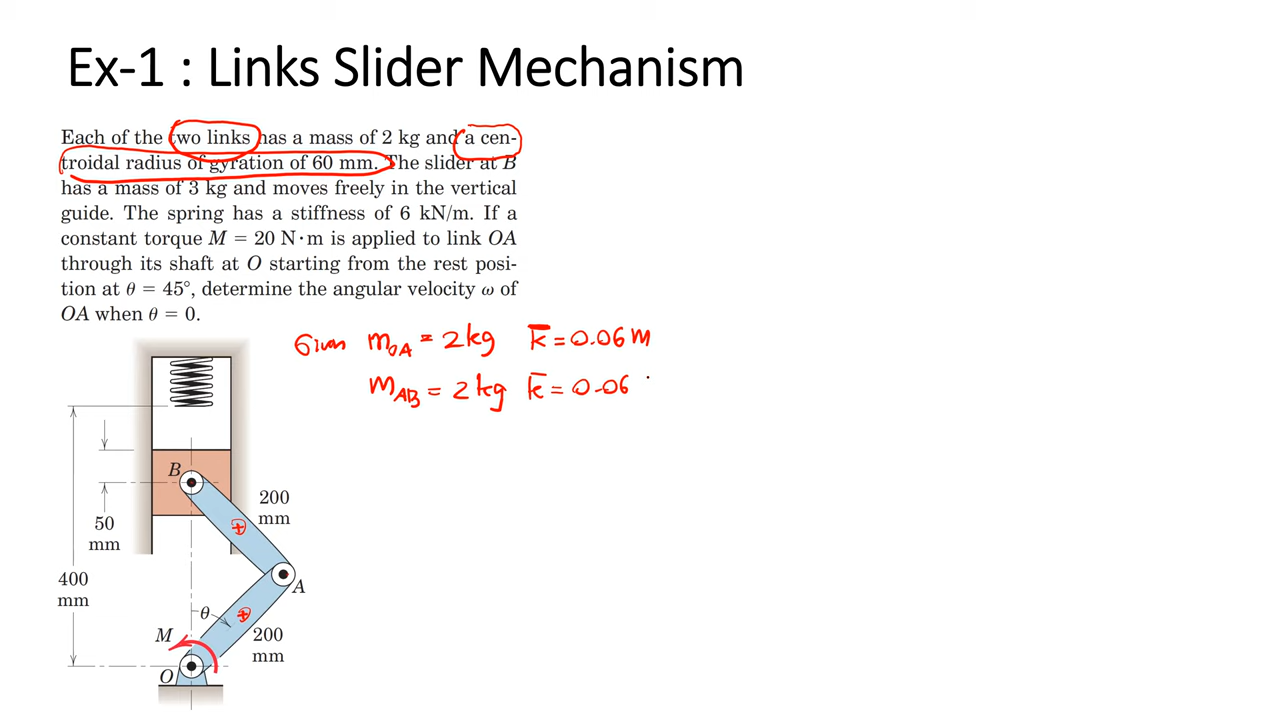 Ex-1 : Links Slider Mechanism
Each of the two links has a mass of 2 kg and a cen-
troidal radius of gyration of 60 mm. The slider at B
has a mass of 3 kg and moves freely in the vertical
guide. The spring has a stiffness of 6 kN/m. If a
constant torque M = 20 N·m is applied to link OA
through its shaft at O starting from the rest posi-
tion at θ = 45°, determine the angular velocity ω of
OA when θ = 0.
Given m_OA = 2 kg k̅ = 0.06 m
m_AB = 2 kg k̅ = 0.06
B
200
mm
50
mm
400
mm
A
θ
M
200
mm
O